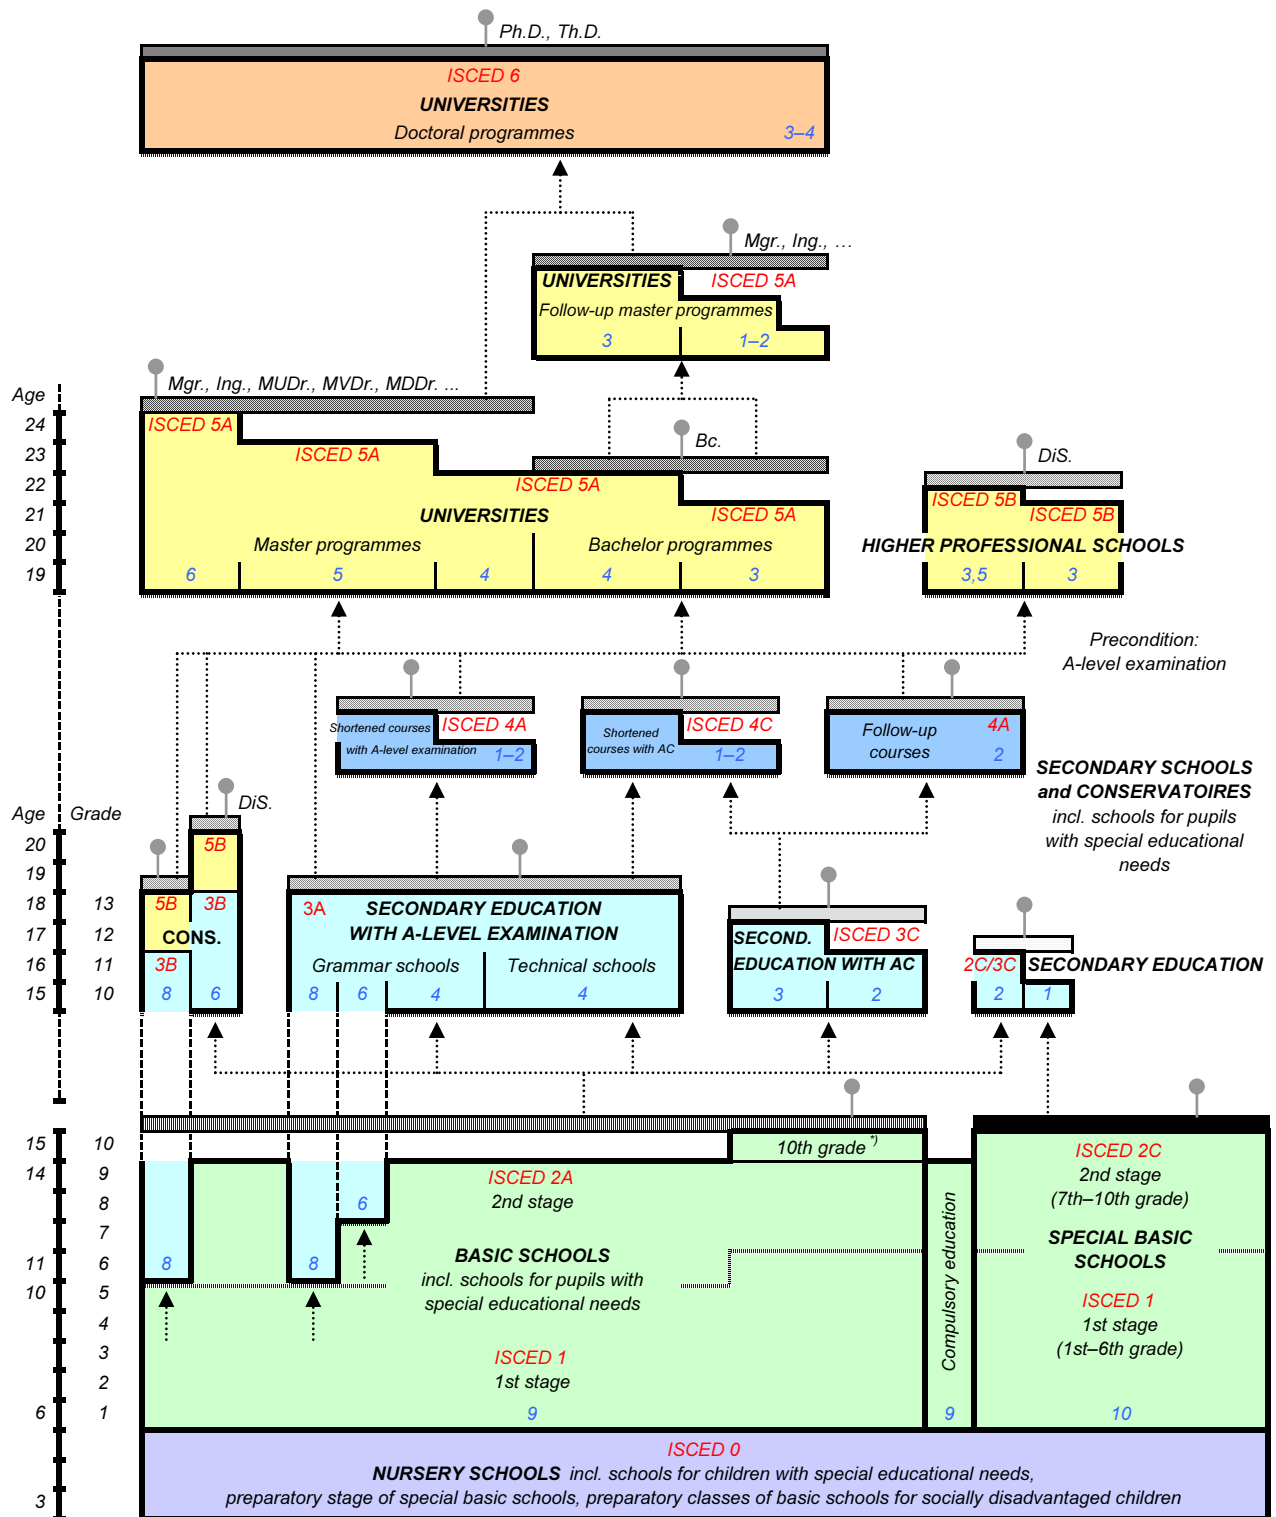 Ph.D., Th.D.
ISCED 6
UNIVERSITIES
Doctoral programmes 3–4
Mgr., Ing., …
UNIVERSITIES ISCED 5A
Follow-up master programmes
3 1–2
Mgr., Ing., MUDr., MVDr., MDDr. ...
Age
24 ISCED 5A
23 ISCED 5A Bc. DiS.
22 ISCED 5A ISCED 5B
21 UNIVERSITIES ISCED 5A ISCED 5B
20 Master programmes Bachelor programmes HIGHER PROFESSIONAL SCHOOLS
19 6 5 4 4 3 3,5 3
Precondition:
A-level examination
Shortened courses
with A-level examination
ISCED 4A
1–2
Shortened
courses with AC
ISCED 4C
1–2
Follow-up
courses
4A
2
SECONDARY SCHOOLS
and CONSERVATOIRES
incl. schools for pupils
with special educational
needs
DiS.
Age Grade
20 5B
19
18 13 5B 3B 3A SECONDARY EDUCATION
17 12 CONS. WITH A-LEVEL EXAMINATION SECOND. ISCED 3C
16 11 3B Grammar schools Technical schools EDUCATION WITH AC 2C/3C SECONDARY EDUCATION
15 10 8 6 8 6 4 4 3 2 2 1
15 10 10th grade *) ISCED 2C
14 9 ISCED 2A 2nd stage
8 6 2nd stage (7th–10th grade)
7
BASIC SCHOOLS SPECIAL BASIC
11 6 8 8 incl. schools for pupils with SCHOOLS
10 5 special educational needs ISCED 1
4 1st stage
3 ISCED 1 (1st–6th grade)
2 1st stage
Compulsory education
6 1 9 9 10
ISCED 0
NURSERY SCHOOLS incl. schools for children with special educational needs,
3 preparatory stage of special basic schools, preparatory classes of basic schools for socially disadvantaged children